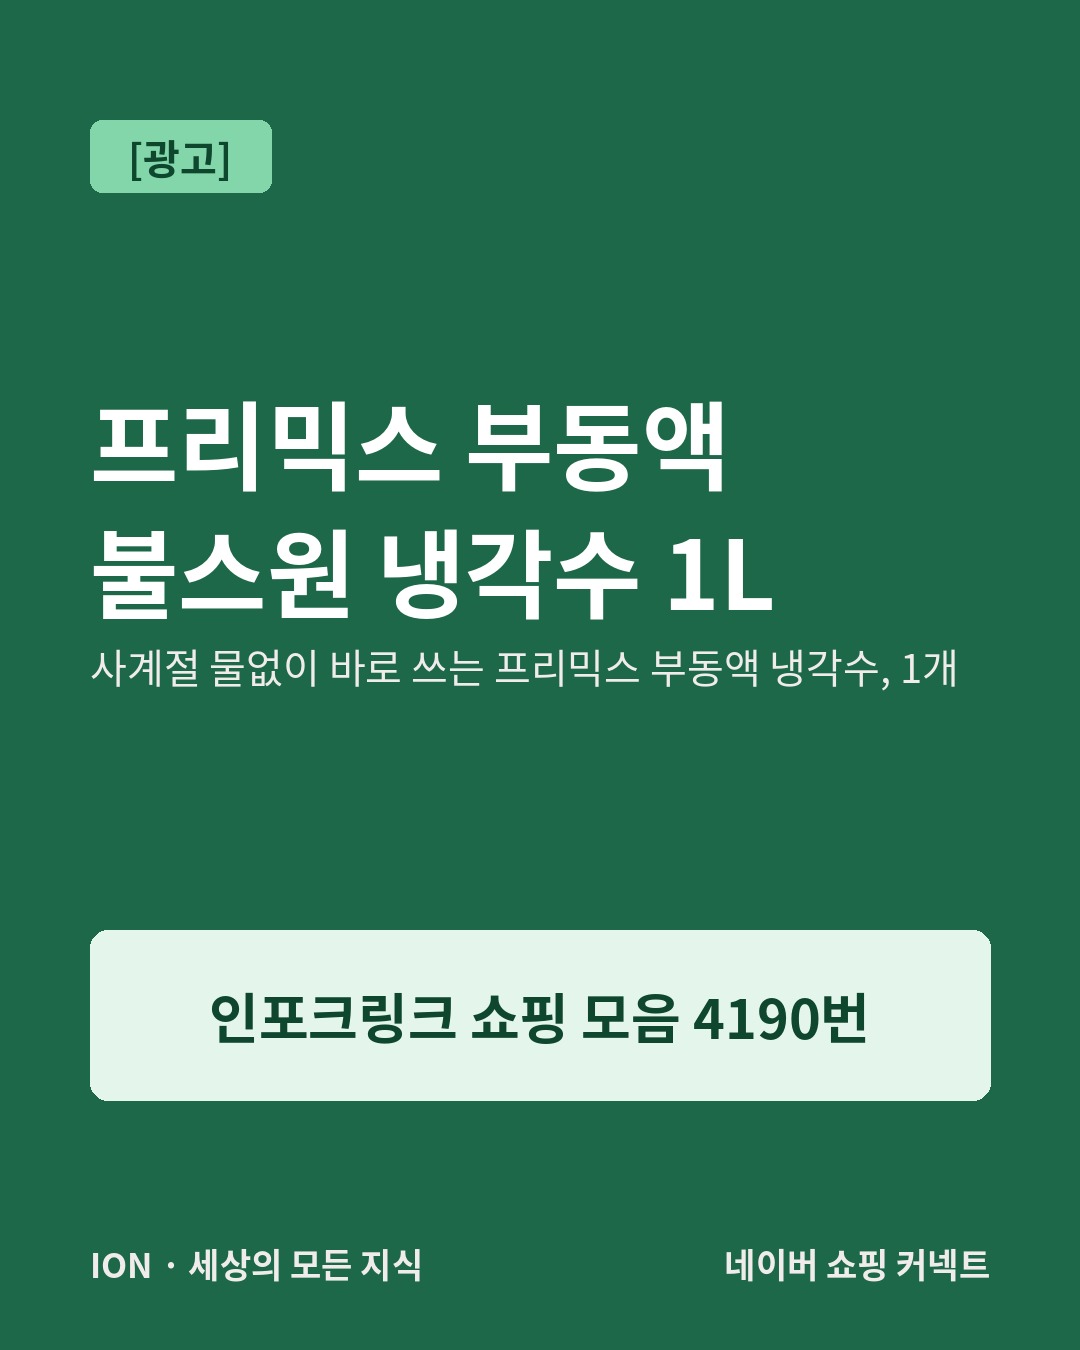 [광고]
프리믹스 부동액
불스원 냉각수 1L
사계절 물없이 바로 쓰는 프리믹스 부동액 냉각수, 1개
인포크링크 쇼핑 모음 4190번
ION · 세상의 모든 지식
네이버 쇼핑 커넥트